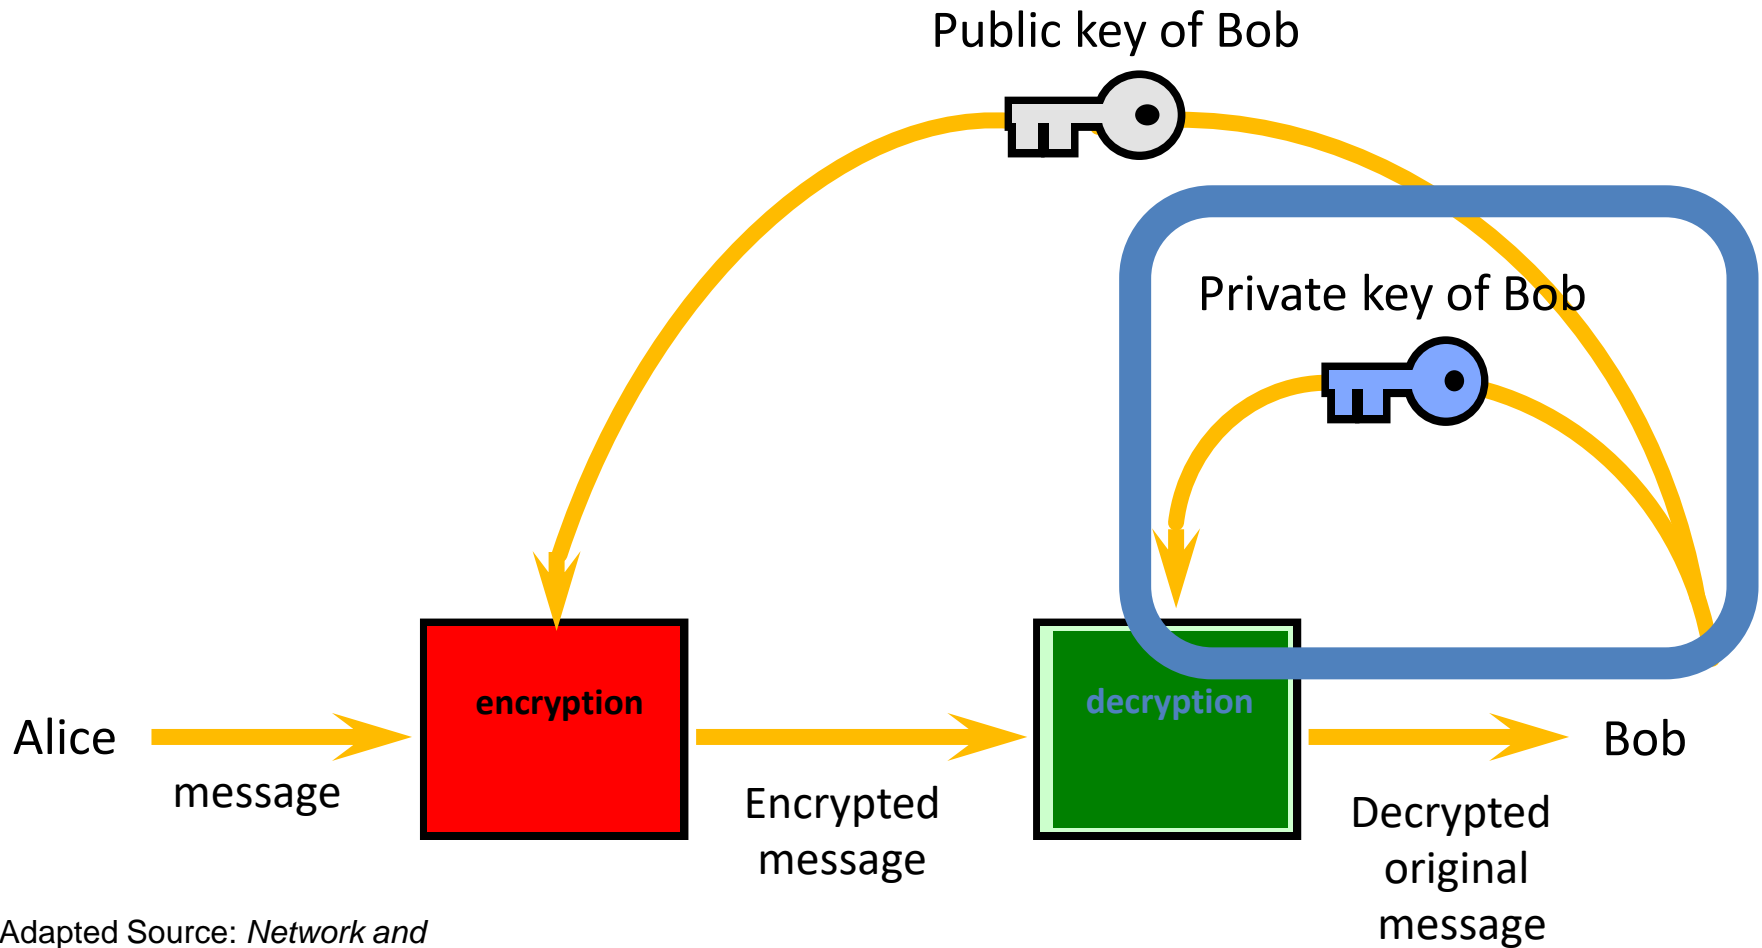 Public key of Bob
Private key of Bob
encryption
decryption
Alice
Bob
message
Encrypted
message
Decrypted
original
message
Adapted Source: Network and